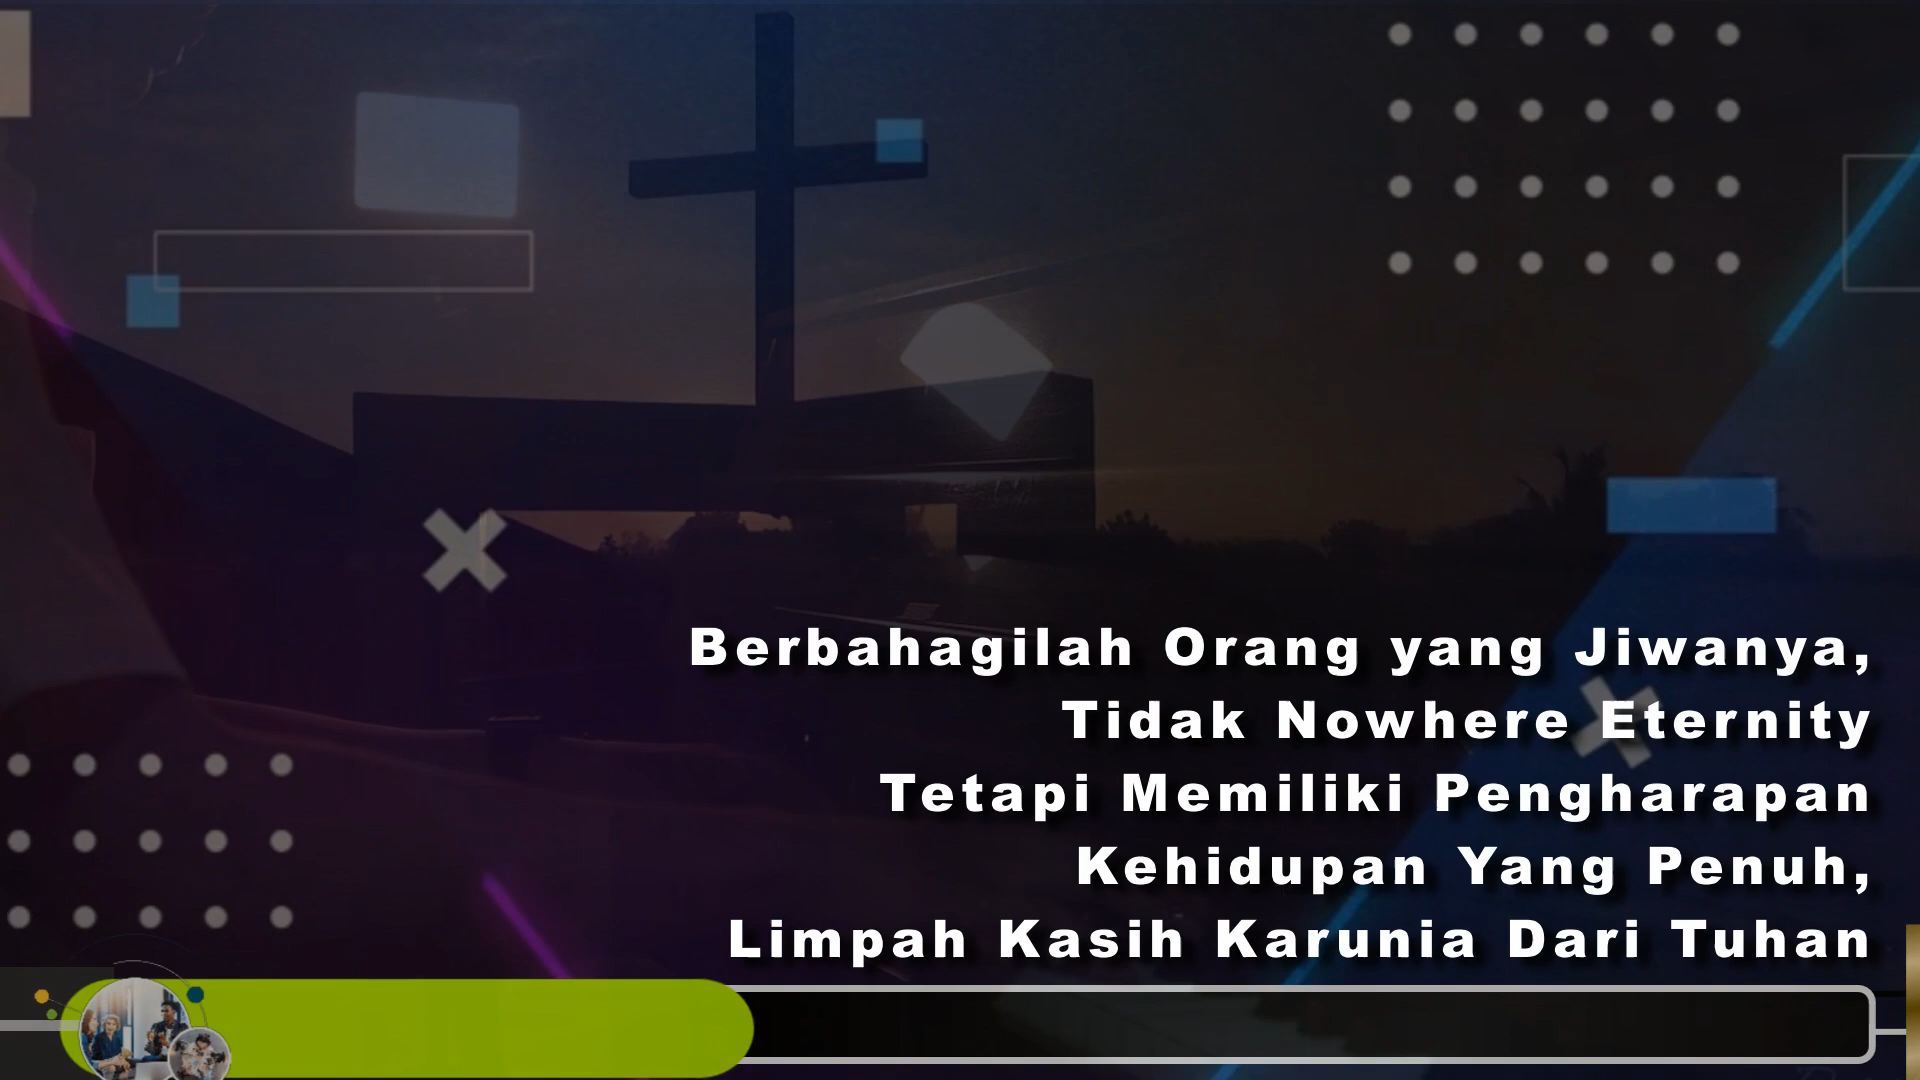 Berbahagilah Orang yang Jiwanya,
Tidak Nowhere Eternity
Tetapi Memiliki Pengharapan
Kehidupan Yang Penuh,
Limpah Kasih Karunia Dari Tuhan